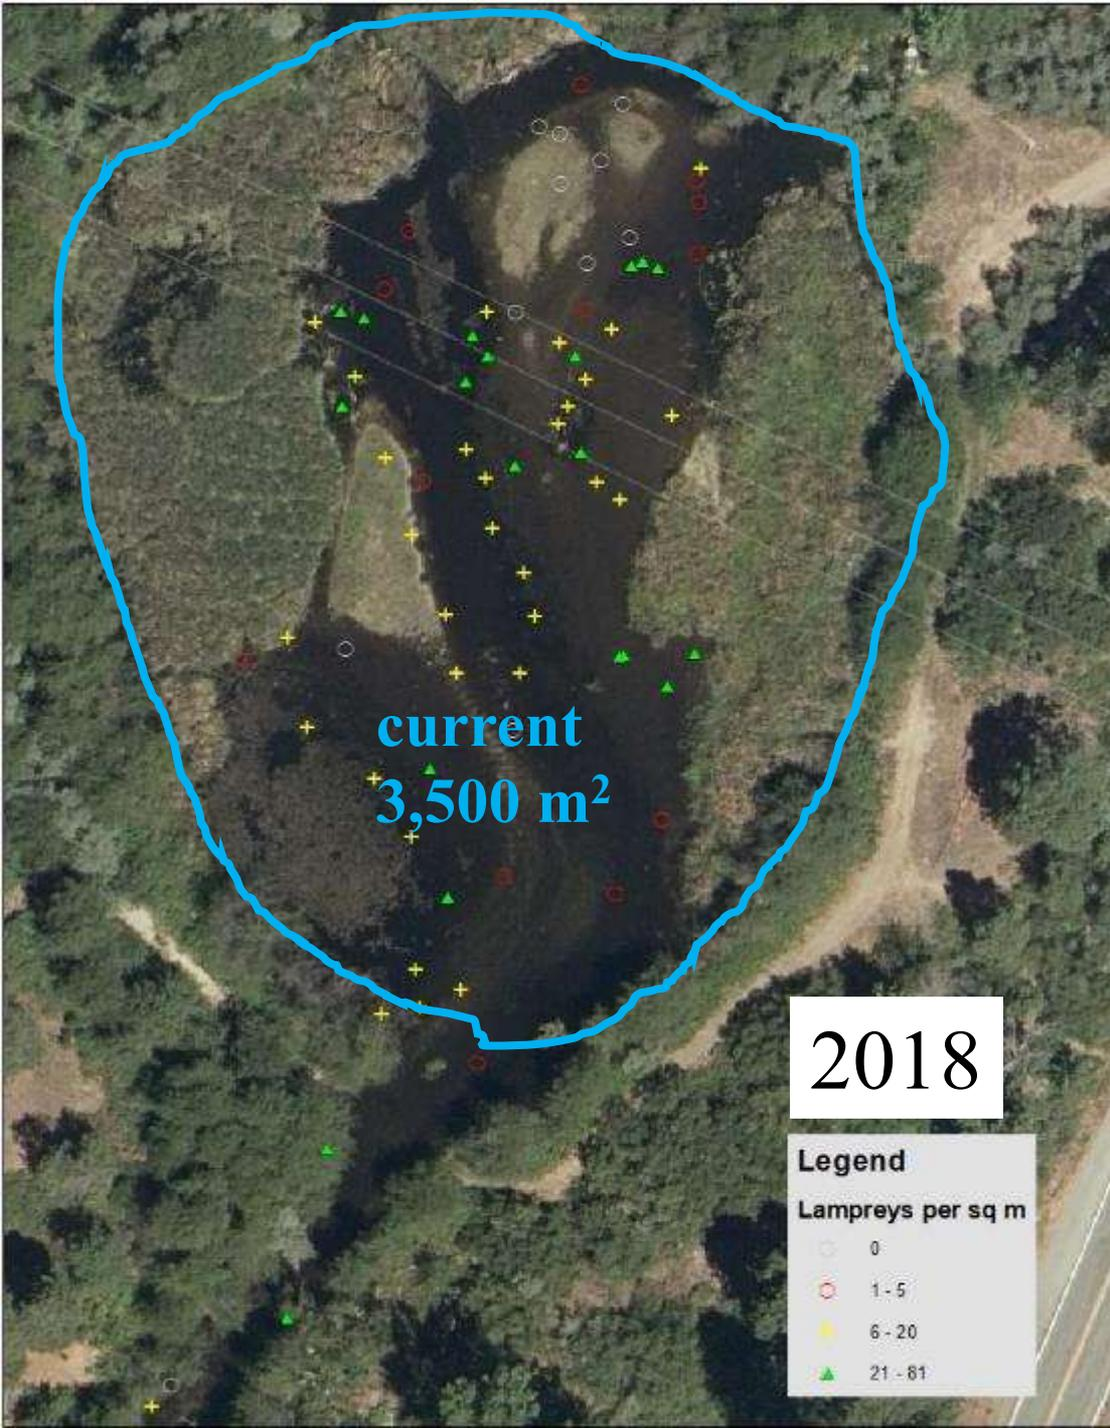 current
3,500 m²
2018
Legend
Lampreys per sq m
0
1 - 5
6 - 20
21 - 81